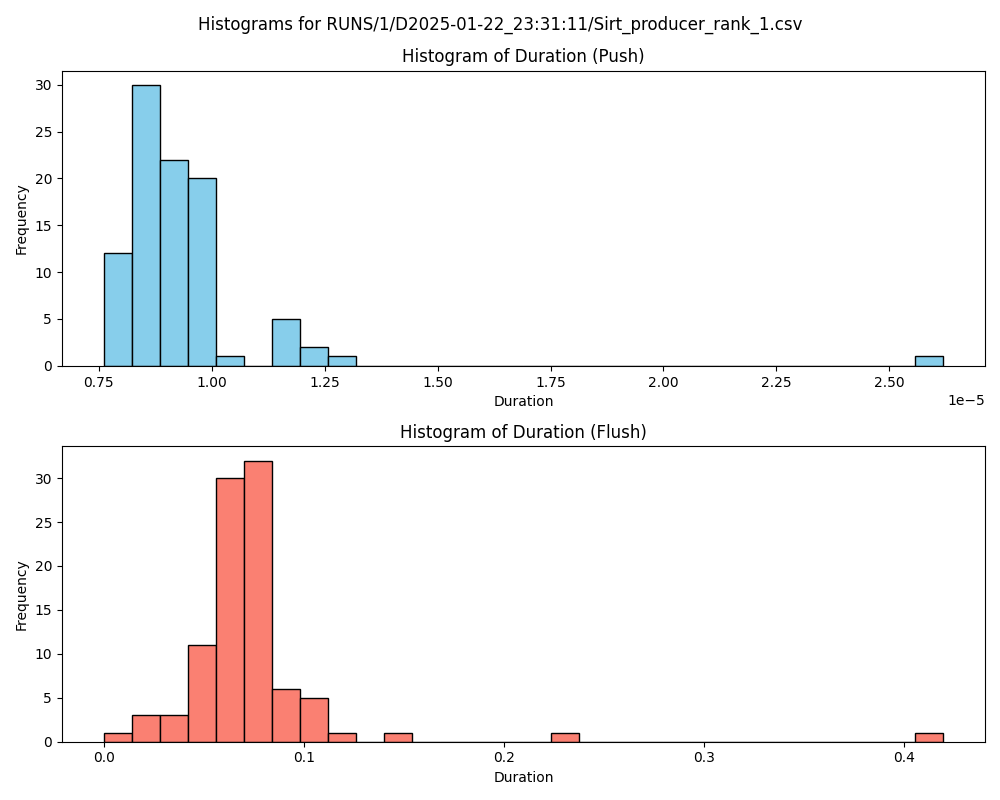 Histograms for RUNS/1/D2025-01-22_23:31:11/Sirt_producer_rank_1.csv
Histogram of Duration (Push)
30
25
20
15
10
5
0
Frequency
0.75 1.00 1.25 1.50 1.75 2.00 2.25 2.50
1e−5
Duration
Histogram of Duration (Flush)
30
25
20
15
10
5
0
Frequency
0.0 0.1 0.2 0.3 0.4
Duration